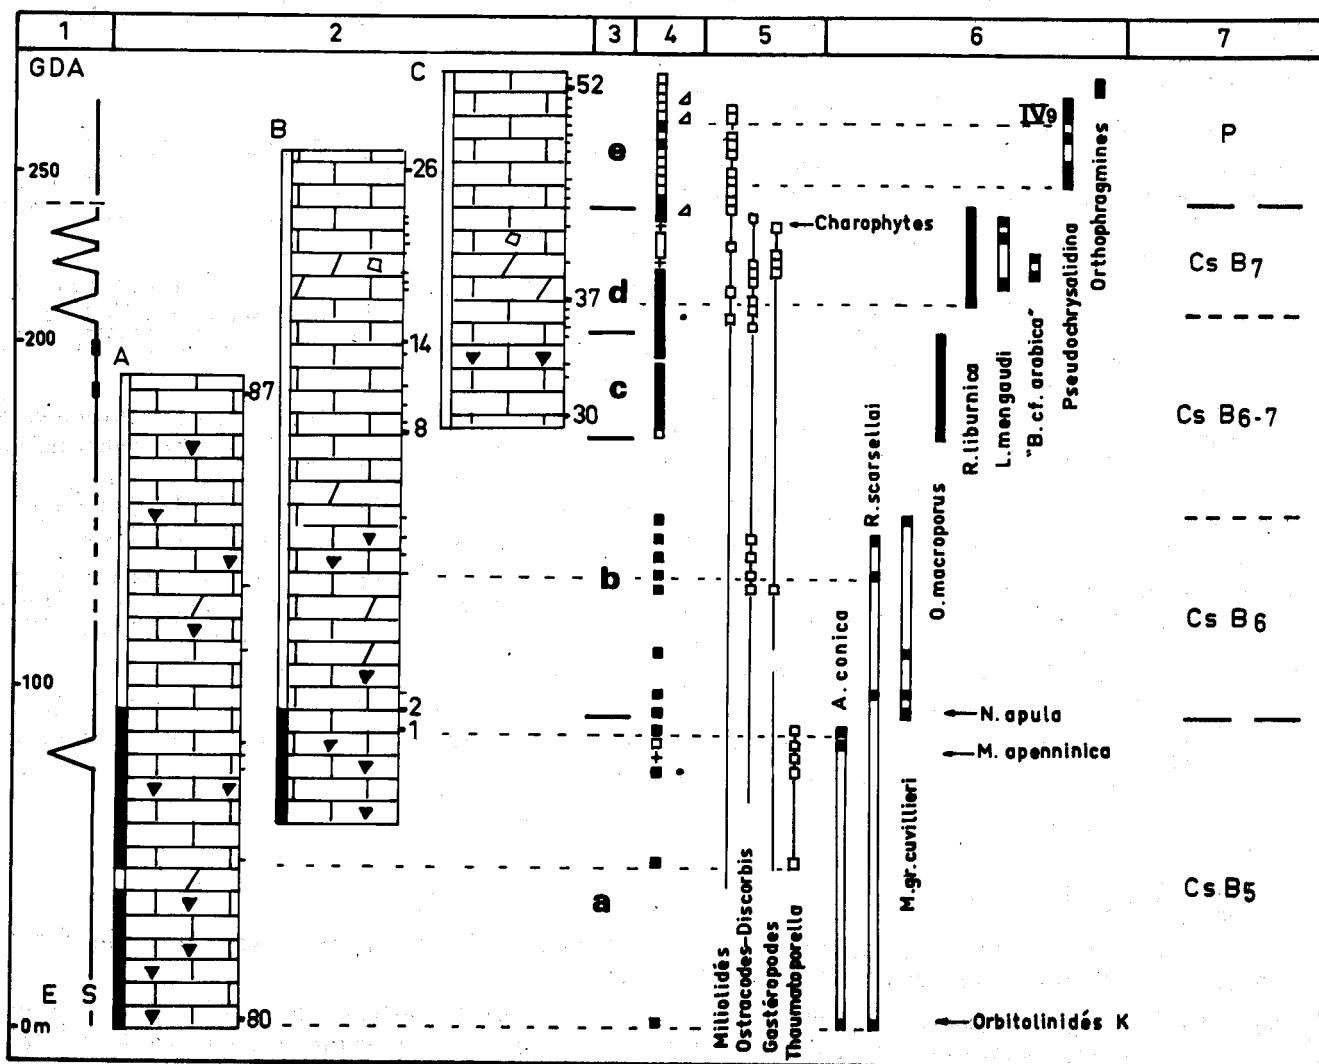 1 2 3 4 5 6 7
GDA
A
B
C
E S
250
200
100
0m
87
80
26
14
8
2
1
52
37
30
e
d
c
b
a
Miliolidés
Ostracodes-Discorbis
Gastéropodes
Thaumatoporella
Charophytes
A. conica
R. scarsellai
M.gr.cuvillieri
O. macroporus
R. liburnica
L. mengaudi
"B. cf. arabica"
Pseudochrysalidina
Orthophragmines
IV9
N. apula
M. apenninica
Orbitolinidés K
P
Cs B7
Cs B6-7
Cs B6
Cs B5